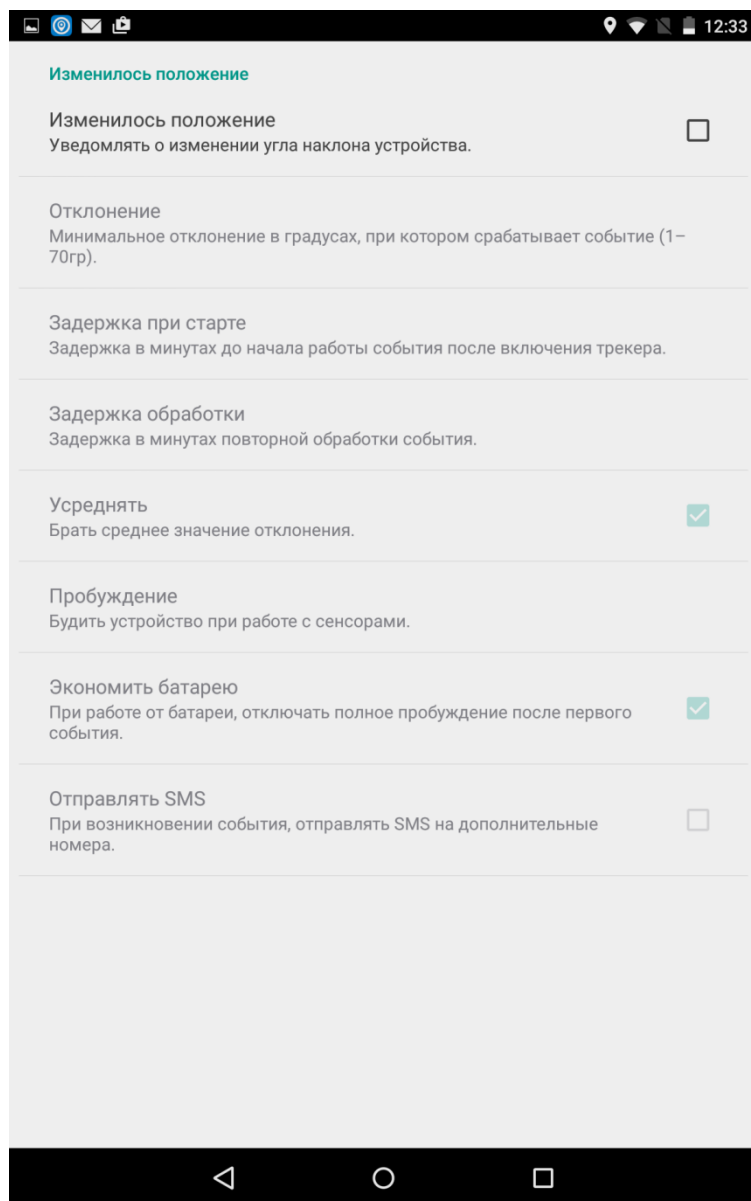 12:33
Изменилось положение
Изменилось положение
Уведомлять о изменении угла наклона устройства.
Отклонение
Минимальное отклонение в градусах, при котором срабатывает событие (1–
70гр).
Задержка при старте
Задержка в минутах до начала работы события после включения трекера.
Задержка обработки
Задержка в минутах повторной обработки события.
Усреднять
Брать среднее значение отклонения.
Пробуждение
Будить устройство при работе с сенсорами.
Экономить батарею
При работе от батареи, отключать полное пробуждение после первого
события.
Отправлять SMS
При возникновении события, отправлять SMS на дополнительные
номера.